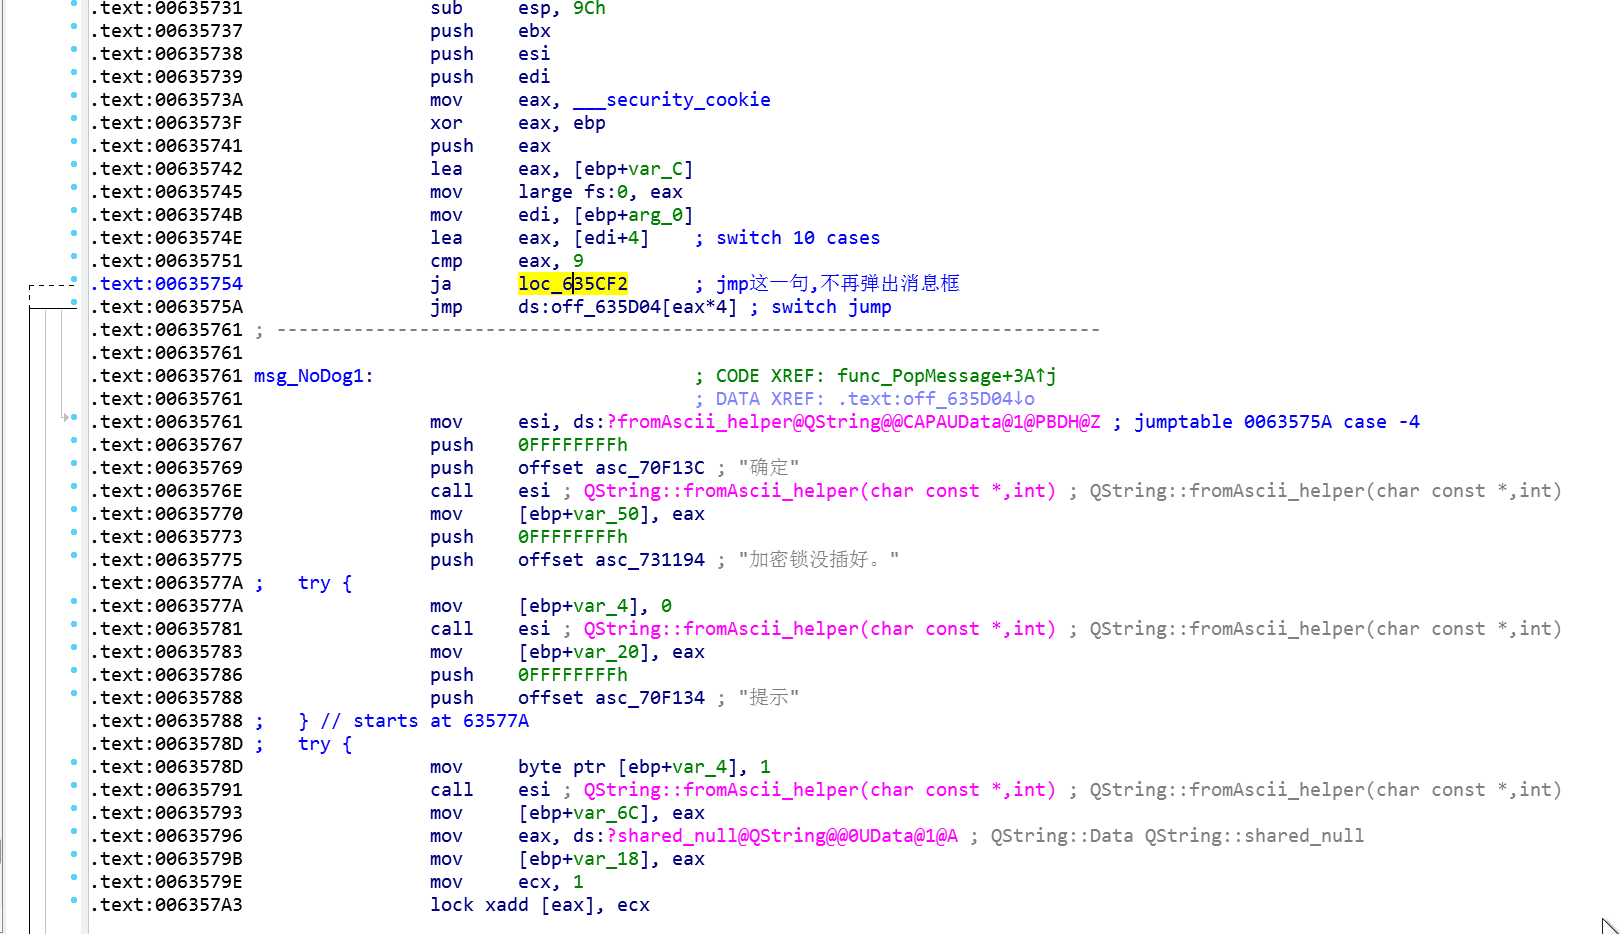 .text:00635731 sub esp, 9Ch
.text:00635737 push ebx
.text:00635738 push esi
.text:00635739 push edi
.text:0063573A mov eax, ___security_cookie
.text:0063573F xor eax, ebp
.text:00635741 push eax
.text:00635742 lea eax, [ebp+var_C]
.text:00635745 mov large fs:0, eax
.text:0063574B mov edi, [ebp+arg_0]
.text:0063574E lea eax, [edi+4] ; switch 10 cases
.text:00635751 cmp eax, 9
.text:00635754 ja loc_635CF2 ; jmp这一句,不再弹出消息框
.text:0063575A jmp ds:off_635D04[eax*4] ; switch jump
.text:00635761 ; ---------------------------------------------------------------------------
.text:00635761
.text:00635761 msg_NoDog1: ; CODE XREF: func_PopMessage+3A↑j
.text:00635761 ; DATA XREF: .text:off_635D04↓o
.text:00635761 mov esi, ds:?fromAscii_helper@QString@@CAPAUData@1@PBDH@Z ; jumptable 0063575A case -4
.text:00635767 push 0FFFFFFFFh
.text:00635769 push offset asc_70F13C ; "确定"
.text:0063576E call esi ; QString::fromAscii_helper(char const *,int) ; QString::fromAscii_helper(char const *,int)
.text:00635770 mov [ebp+var_50], eax
.text:00635773 push 0FFFFFFFFh
.text:00635775 push offset asc_731194 ; "加密锁没插好。"
.text:0063577A ; try {
.text:0063577A mov [ebp+var_4], 0
.text:00635781 call esi ; QString::fromAscii_helper(char const *,int) ; QString::fromAscii_helper(char const *,int)
.text:00635783 mov [ebp+var_20], eax
.text:00635786 push 0FFFFFFFFh
.text:00635788 push offset asc_70F134 ; "提示"
.text:00635788 ; } // starts at 63577A
.text:0063578D ; try {
.text:0063578D mov byte ptr [ebp+var_4], 1
.text:00635791 call esi ; QString::fromAscii_helper(char const *,int) ; QString::fromAscii_helper(char const *,int)
.text:00635793 mov [ebp+var_6C], eax
.text:00635796 mov eax, ds:?shared_null@QString@@0UData@1@A ; QString::Data QString::shared_null
.text:0063579B mov [ebp+var_18], eax
.text:0063579E mov ecx, 1
.text:006357A3 lock xadd [eax], ecx